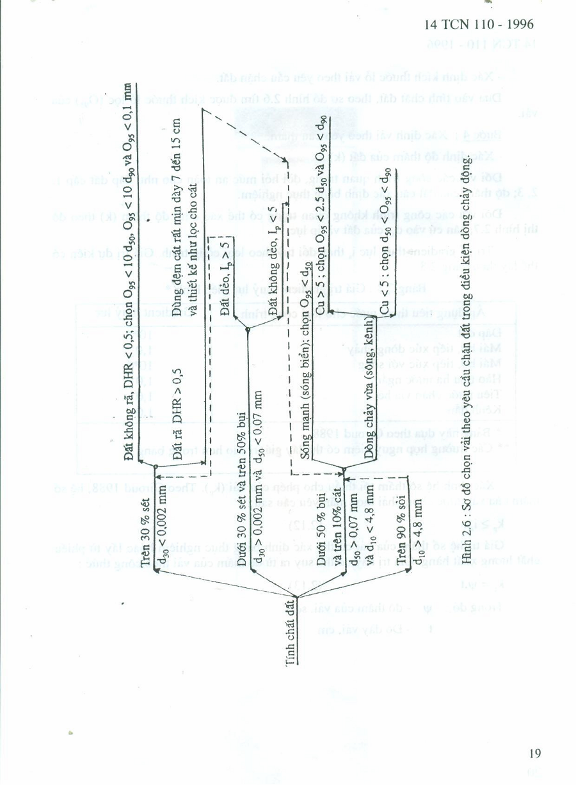 14 TCN 110 - 1996
Tính chất đất
Trên 30 % sét
d₃₀ < 0,002 mm
Đất không rã, DHR < 0,5; chọn O₉₅ < 10 d₅₀, O₉₅ < 10 d₉₀ và O₉₅ < 0,1 mm
Đất rã DHR > 0,5
Dùng đệm cát rất mịn dày 7 đến 15 cm
và thiết kế như lọc cho cát
Dưới 30 % sét và trên 50% bụi
d₃₀ > 0,002 mm và d₅₀ < 0,07 mm
Đất dẻo, Iₚ > 5
Đất không dẻo, Iₚ < 5
Dưới 50 % bụi
và trên 10% cát
d₅₀ > 0,07 mm
và d₁₀ < 4,8 mm
Sóng mạnh (sóng biển); chọn O₉₅ < d₅₀
Dòng chảy vừa (sông, kênh)
Cu > 5 : chọn O₉₅ < 2.5 d₅₀ và O₉₅ < d₉₀
Cu < 5 : chọn d₅₀ < O₉₅ < d₉₀
Trên 90 % sỏi
d₁₀ > 4,8 mm
Hình 2.6 : Sơ đồ chọn vải theo yêu cầu chặn đất trong điều kiện dòng chảy động.
19